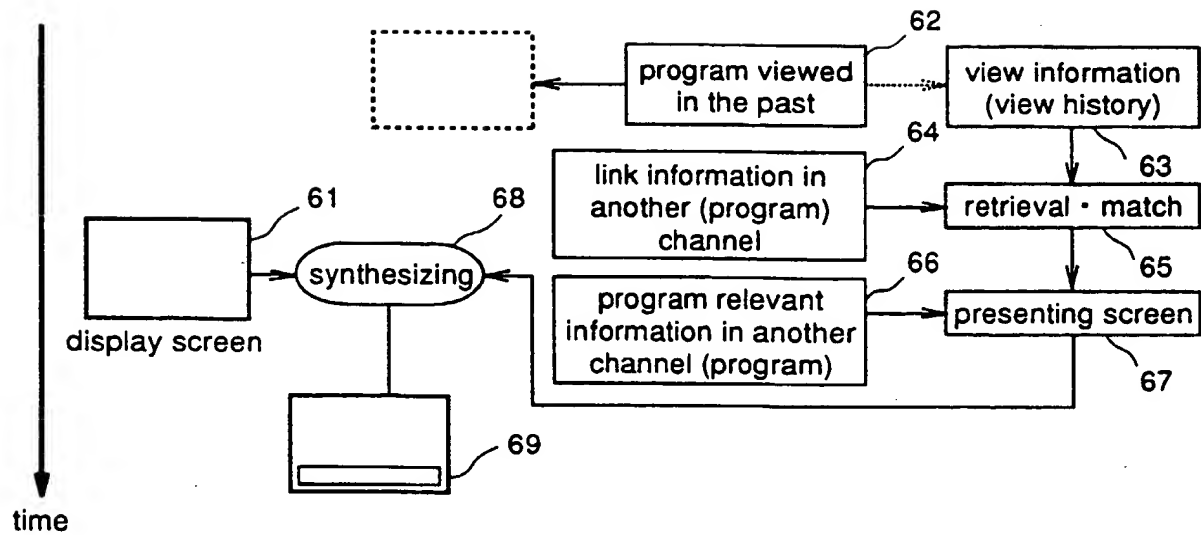 62
program viewed
in the past
view information
(view history)
63
64
link information in
another (program)
channel
retrieval・match
65
61
display screen
68
synthesizing
66
program relevant
information in another
channel (program)
presenting screen
67
69
time